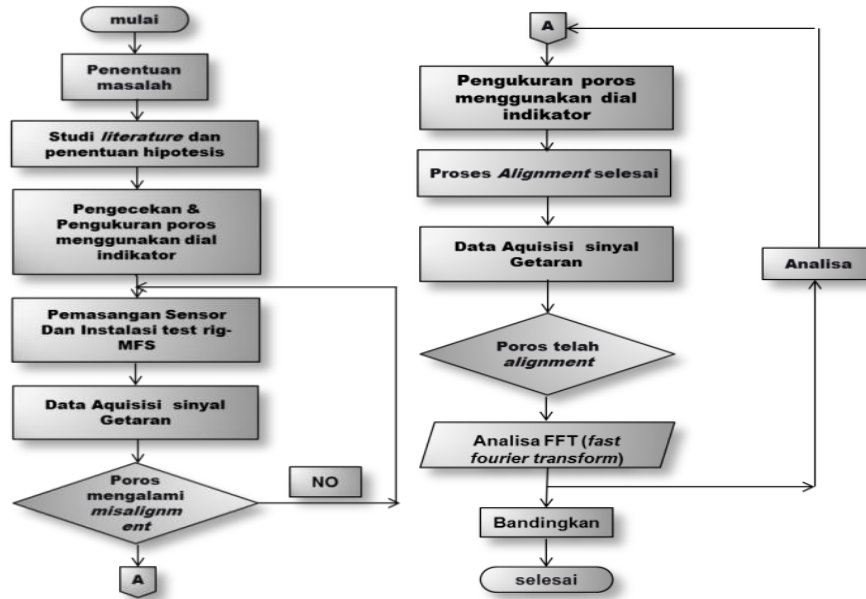 mulai
Penentuan
masalah
Studi literature dan
penentuan hipotesis
Pengecekan &
Pengukuran poros
menggunakan dial
indikator
Pemasangan Sensor
Dan Instalasi test rig-
MFS
Data Aquisisi sinyal
Getaran
Poros
mengalami
misalignm
ent
NO
A
A
Pengukuran poros
menggunakan dial
indikator
Proses Alignment selesai
Data Aquisisi sinyal
Getaran
Poros telah
alignment
Analisa FFT (fast
fourier transform)
Analisa
Bandingkan
selesai